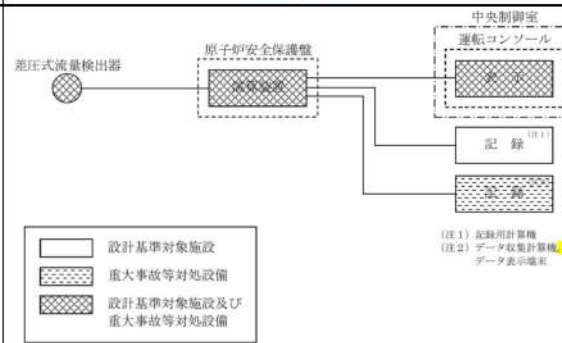 中央制御室
運転コンソール
原子炉安全保護盤
差圧式流量検出器
演算装置
表 示
記 録 (注1)
記 録
(注1) 記録用計算機
(注2) データ収集計算機,
データ表示端末
設計基準対象施設
重大事故等対処設備
設計基準対象施設及び
重大事故等対処設備